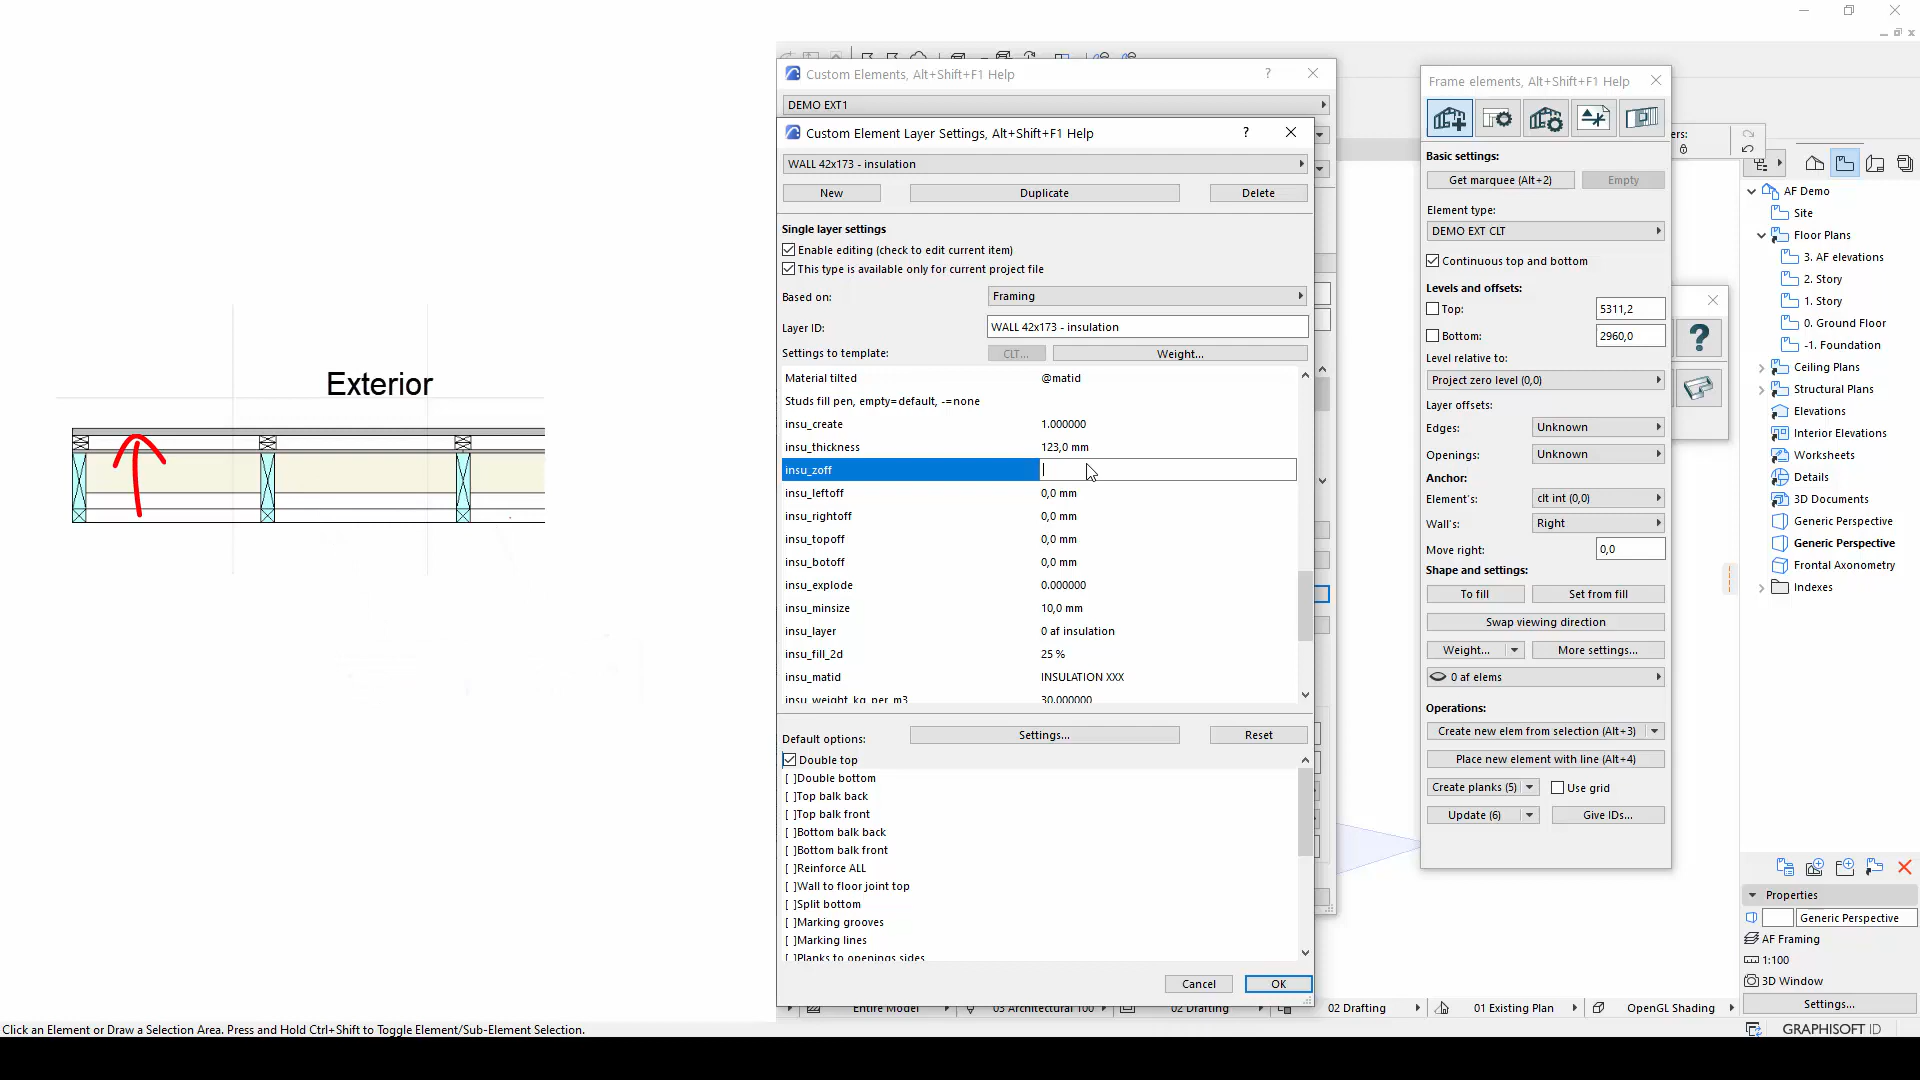 Exterior
Custom Elements, Alt+Shift+F1 Help
?
DEMO EXT1
Custom Element Layer Settings, Alt+Shift+F1 Help
?
WALL 42x173 - insulation
New
Duplicate
Delete
Single layer settings
Enable editing (check to edit current item)
This type is available only for current project file
Based on:
Framing
Layer ID:
WALL 42x173 - insulation
Settings to template:
CLT...
Weight...
Material tilted
@matid
Studs fill pen, empty=default, -=none
insu_create
1.000000
insu_thickness
123,0 mm
insu_zoff
insu_leftoff
0,0 mm
insu_rightoff
0,0 mm
insu_topoff
0,0 mm
insu_botoff
0,0 mm
insu_explode
0.000000
insu_minsize
10,0 mm
insu_layer
0 af insulation
insu_fill_2d
25 %
insu_matid
INSULATION XXX
insu_weight_kg_per_m3
30.000000
Default options:
Settings...
Reset
Double top
[ ]Double bottom
[ ]Top balk back
[ ]Top balk front
[ ]Bottom balk back
[ ]Bottom balk front
[ ]Reinforce ALL
[ ]Wall to floor joint top
[ ]Split bottom
[ ]Marking grooves
[ ]Marking lines
[ ]Planks to openings sides
Cancel
OK
Frame elements, Alt+Shift+F1 Help
Basic settings:
Get marquee (Alt+2)
Empty
Element type:
DEMO EXT CLT
Continuous top and bottom
Levels and offsets:
Top:
5311,2
Bottom:
2960,0
Level relative to:
Project zero level (0,0)
Layer offsets:
Edges:
Unknown
Openings:
Unknown
Anchor:
Element's:
clt int (0,0)
Wall's:
Right
Move right:
0,0
Shape and settings:
To fill
Set from fill
Swap viewing direction
Weight...
More settings...
0 af elems
Operations:
Create new elem from selection (Alt+3)
Place new element with line (Alt+4)
Create planks (5)
Use grid
Update (6)
Give IDs...
ers:
?
AF Demo
Site
Floor Plans
3. AF elevations
2. Story
1. Story
0. Ground Floor
-1. Foundation
Ceiling Plans
Structural Plans
Elevations
Interior Elevations
Worksheets
Details
3D Documents
Generic Perspective
Generic Perspective
Frontal Axonometry
Indexes
Properties
Generic Perspective
AF Framing
1:100
3D Window
Settings...
Entire Model
03 Architectural 100
02 Drafting
02 Drafting
01 Existing Plan
OpenGL Shading
Click an Element or Draw a Selection Area. Press and Hold Ctrl+Shift to Toggle Element/Sub-Element Selection.
GRAPHISOFT ID